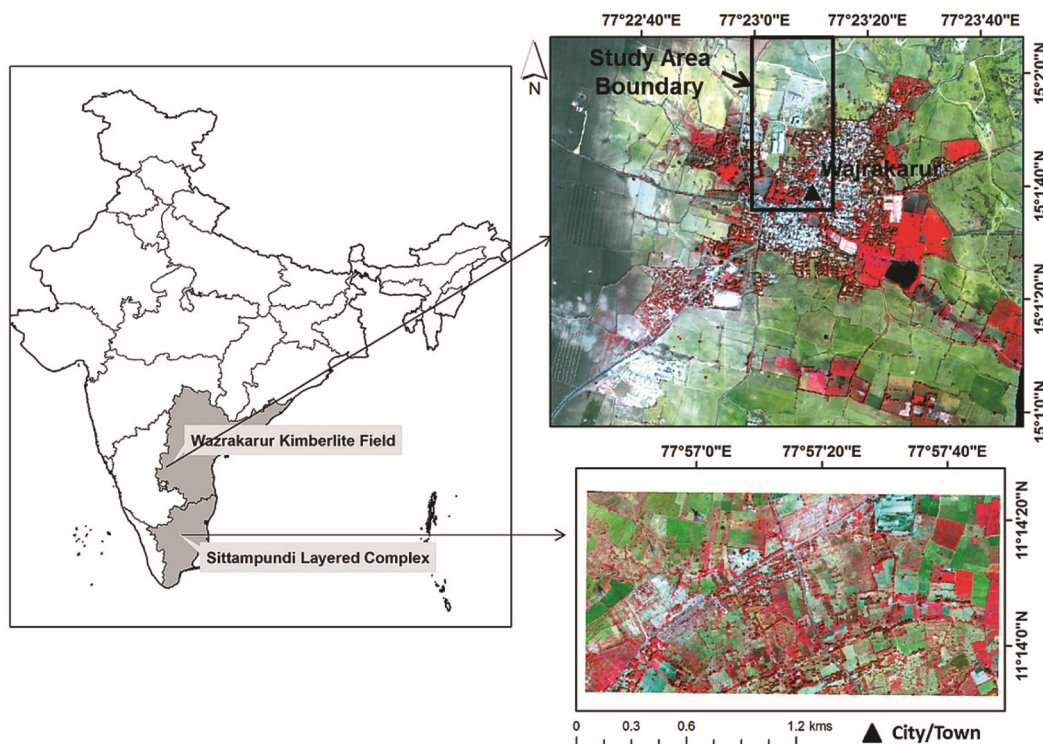 77°22'40"E 77°23'0"E 77°23'20"E 77°23'40"E
N
Study Area
Boundary
Wajrakarur
15°2'0"N
15°1'40"N
15°1'20"N
15°1'0"N
Wazrakarur Kimberlite Field
Sittampundi Layered Complex
77°57'0"E 77°57'20"E 77°57'40"E
11°14'20"N
11°14'0"N
0 0.3 0.6 1.2 kms
City/Town